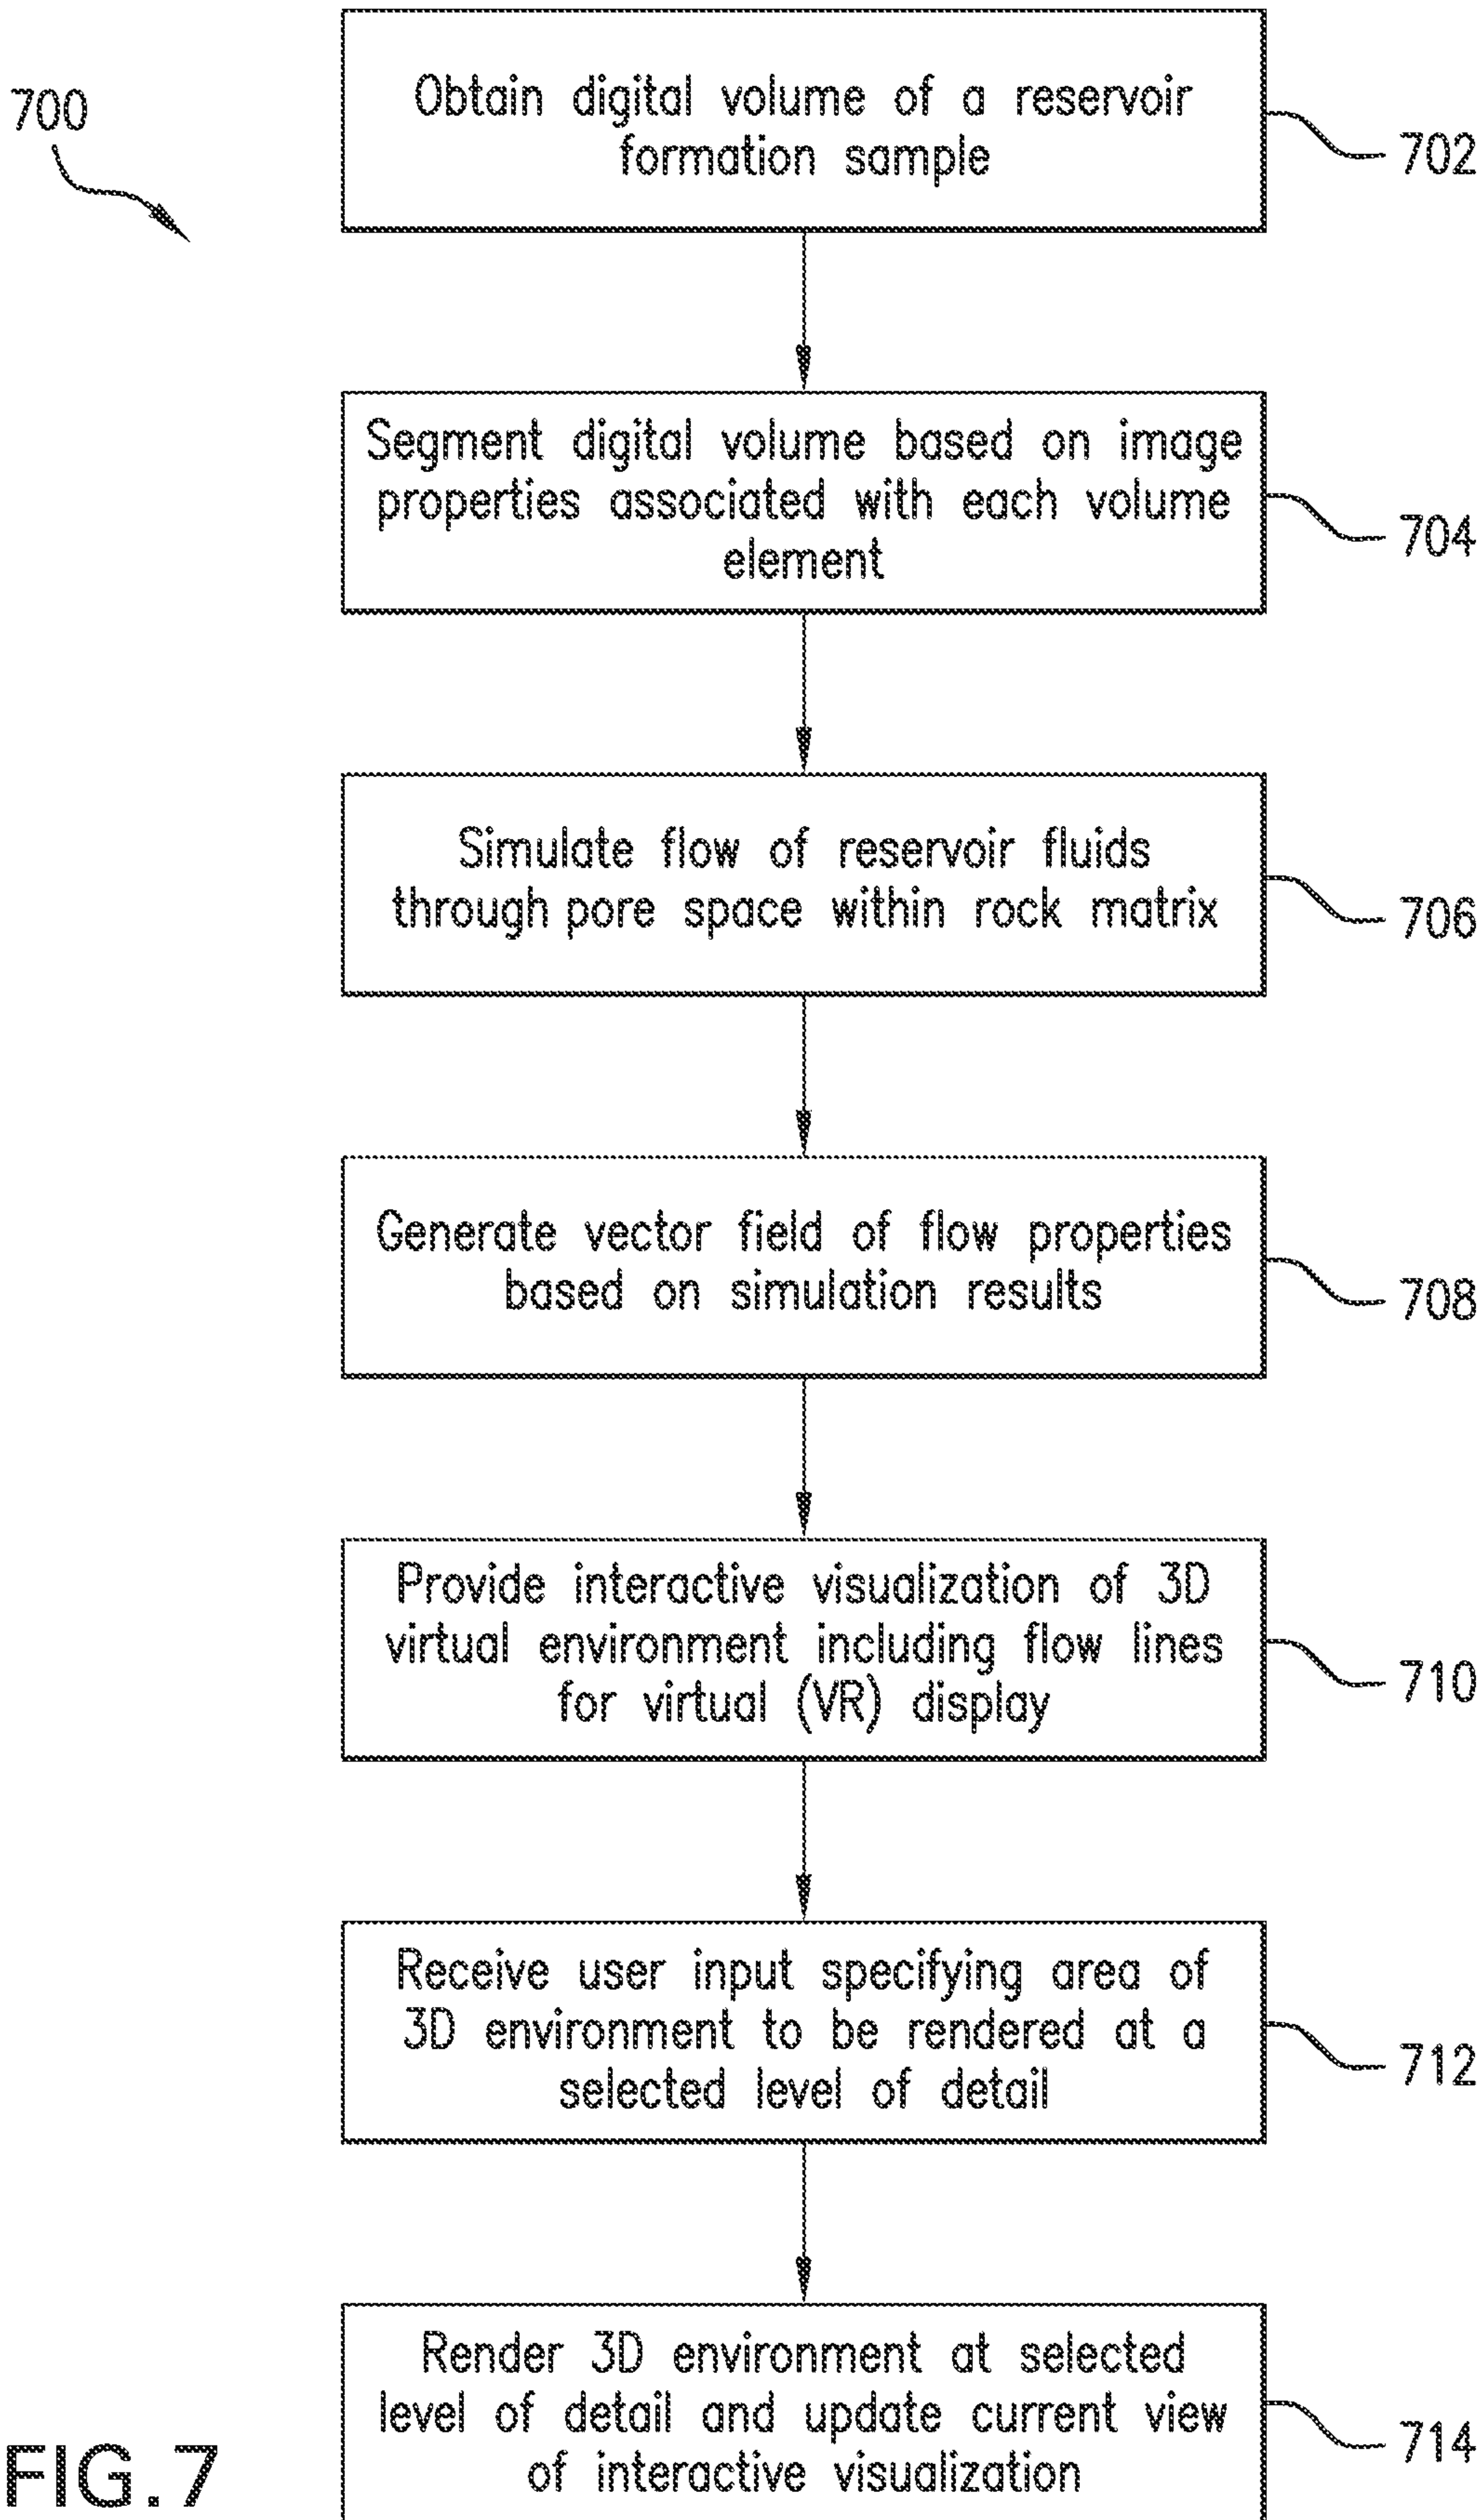 700
Obtain digital volume of a reservoir
formation sample
702
Segment digital volume based on image
properties associated with each volume
element
704
Simulate flow of reservoir fluids
through pore space within rock matrix
706
Generate vector field of flow properties
based on simulation results
708
Provide interactive visualization of 3D
virtual environment including flow lines
for virtual (VR) display
710
Receive user input specifying area of
3D environment to be rendered at a
selected level of detail
712
Render 3D environment at selected
level of detail and update current view
of interactive visualization
714
FIG.7